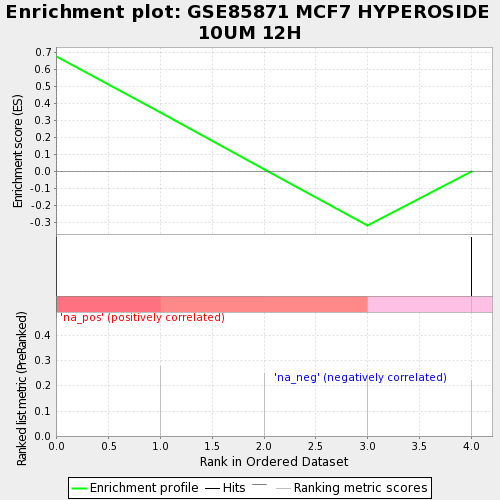 Enrichment plot: GSE85871 MCF7 HYPEROSIDE
10UM 12H
Enrichment score (ES)
0.7
0.6
0.5
0.4
0.3
0.2
0.1
0.0
-0.1
-0.2
-0.3
'na_pos' (positively correlated)
Ranked list metric (PreRanked)
0.4
0.3
0.2
0.1
0.0
'na_neg' (negatively correlated)
0.0 0.5 1.0 1.5 2.0 2.5 3.0 3.5 4.0
Rank in Ordered Dataset
Enrichment profile Hits Ranking metric scores